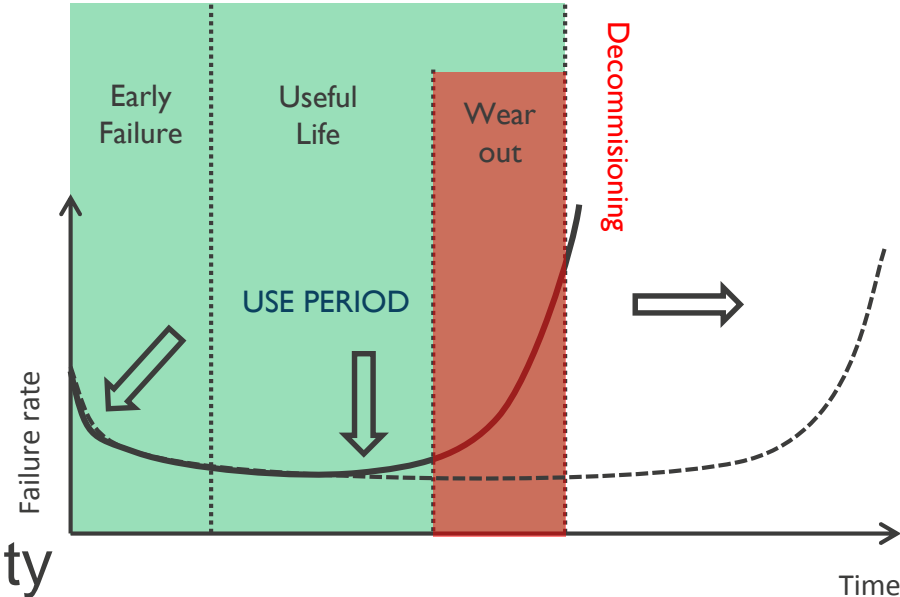 Early
Failure
Useful
Life
Wear
out
Decommisioning
USE PERIOD
Failure rate
ty
Time